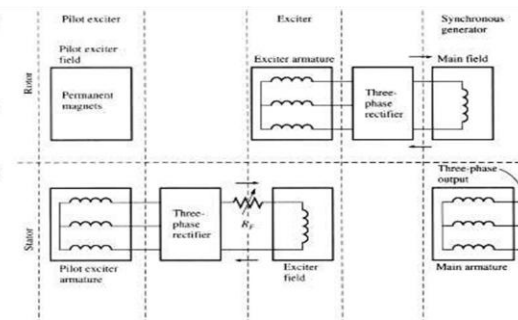 Pilot exciter
Exciter
Synchronous
generator
Pilot exciter
field
Permanent
magnets
Exciter armature
Three-
phase
rectifier
Main field
Rotor
Three-phase
output
Three-
phase
rectifier
R_F
Pilot exciter
armature
Exciter
field
Main armature
Stator